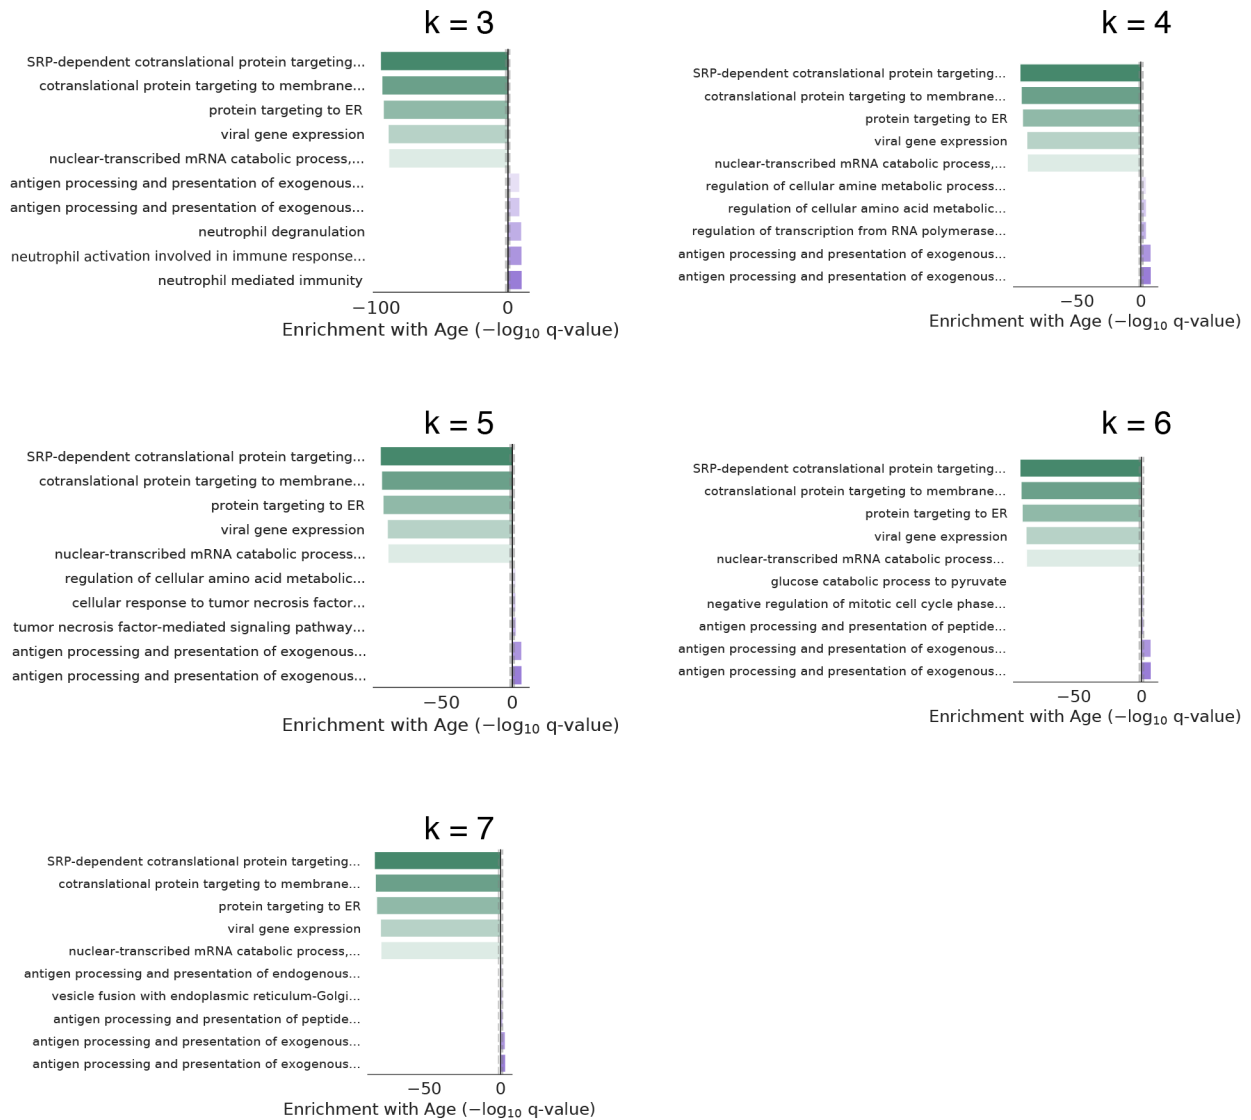 k = 3
SRP-dependent cotranslational protein targeting...
cotranslational protein targeting to membrane...
protein targeting to ER
viral gene expression
nuclear-transcribed mRNA catabolic process,...
antigen processing and presentation of exogenous...
antigen processing and presentation of exogenous...
neutrophil degranulation
neutrophil activation involved in immune response...
neutrophil mediated immunity
−100 0
Enrichment with Age (−log₁₀ q-value)
k = 4
SRP-dependent cotranslational protein targeting...
cotranslational protein targeting to membrane...
protein targeting to ER
viral gene expression
nuclear-transcribed mRNA catabolic process,...
regulation of cellular amine metabolic process...
regulation of cellular amino acid metabolic...
regulation of transcription from RNA polymerase...
antigen processing and presentation of exogenous...
antigen processing and presentation of exogenous...
−50 0
Enrichment with Age (−log₁₀ q-value)
k = 5
SRP-dependent cotranslational protein targeting...
cotranslational protein targeting to membrane...
protein targeting to ER
viral gene expression
nuclear-transcribed mRNA catabolic process...
regulation of cellular amino acid metabolic...
cellular response to tumor necrosis factor...
tumor necrosis factor-mediated signaling pathway...
antigen processing and presentation of exogenous...
antigen processing and presentation of exogenous...
−50 0
Enrichment with Age (−log₁₀ q-value)
k = 6
SRP-dependent cotranslational protein targeting...
cotranslational protein targeting to membrane...
protein targeting to ER
viral gene expression
nuclear-transcribed mRNA catabolic process...
glucose catabolic process to pyruvate
negative regulation of mitotic cell cycle phase...
antigen processing and presentation of peptide...
antigen processing and presentation of exogenous...
antigen processing and presentation of exogenous...
−50 0
Enrichment with Age (−log₁₀ q-value)
k = 7
SRP-dependent cotranslational protein targeting...
cotranslational protein targeting to membrane...
protein targeting to ER
viral gene expression
nuclear-transcribed mRNA catabolic process,...
antigen processing and presentation of endogenous...
vesicle fusion with endoplasmic reticulum-Golgi...
antigen processing and presentation of peptide...
antigen processing and presentation of exogenous...
antigen processing and presentation of exogenous...
−50 0
Enrichment with Age (−log₁₀ q-value)